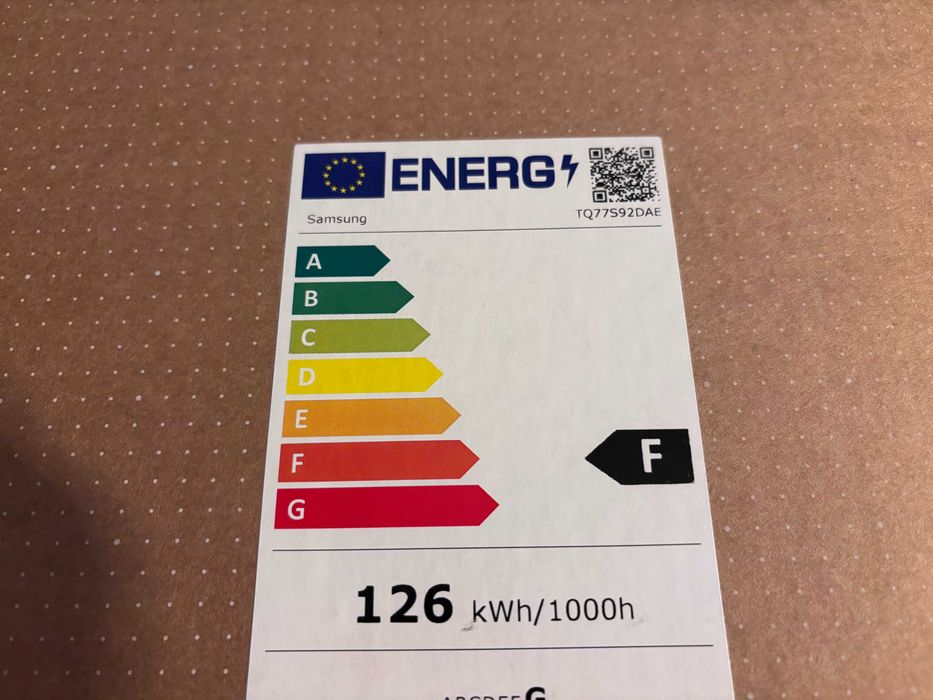 ENERG
Samsung
TQ77S92DAE
A
B
C
D
E
F
F
G
126 kWh/1000h
G